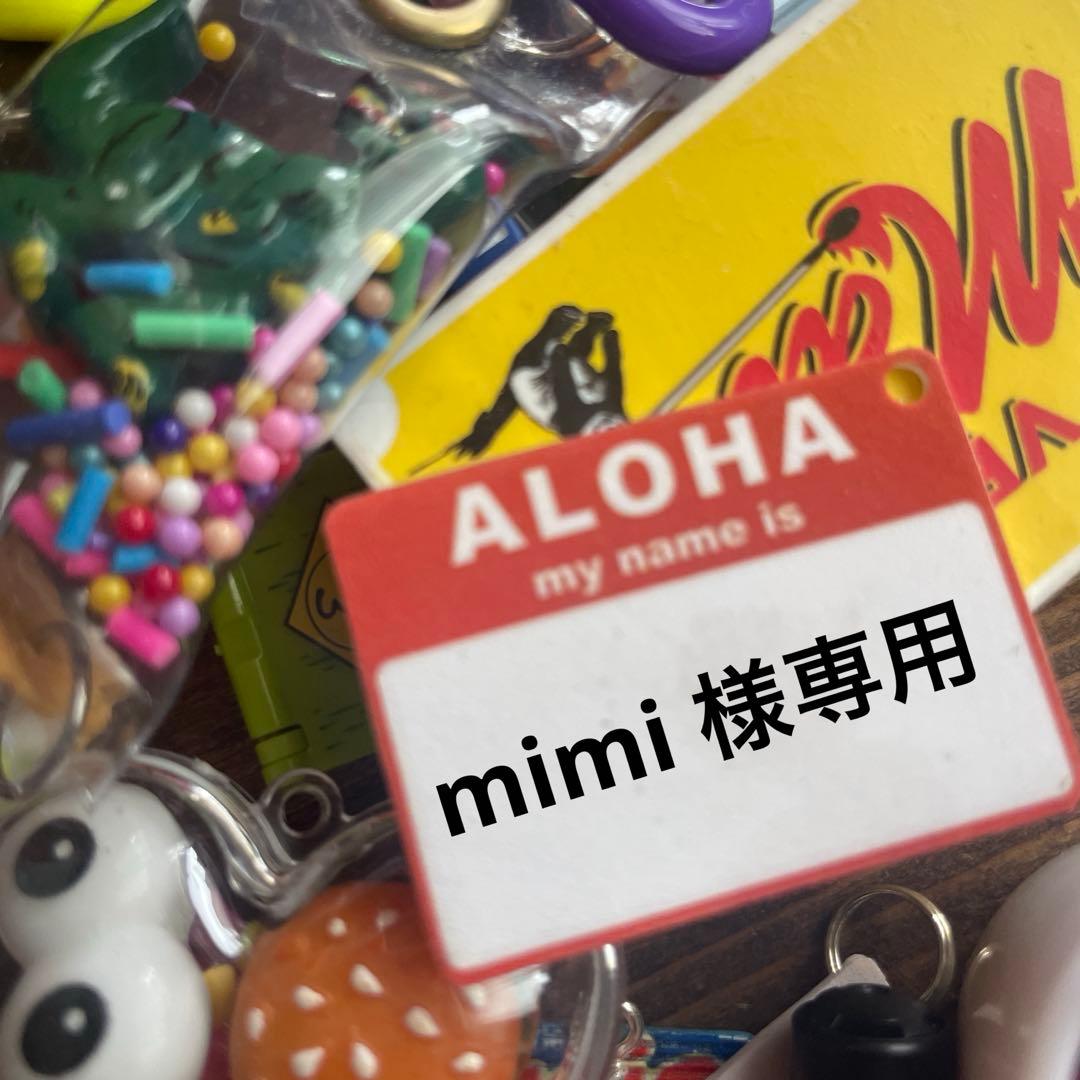 ALOHA
my name is
mimi 様専用